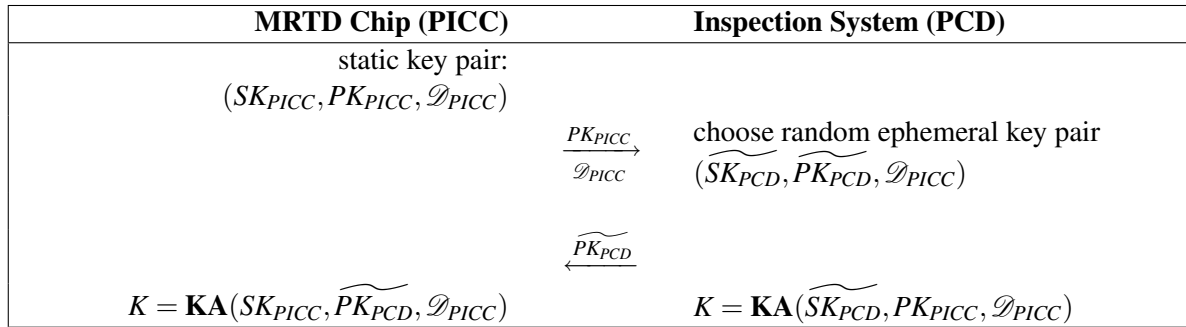 MRTD Chip (PICC) Inspection System (PCD)
static key pair:
(SK_PICC, PK_PICC, 𝒟_PICC)
PK_PICC → choose random ephemeral key pair
𝒟_PICC (S͠K_PCD, P͠K_PCD, 𝒟_PICC)
P͠K_PCD ←
K = KA(SK_PICC, P͠K_PCD, 𝒟_PICC) K = KA(S͠K_PCD, PK_PICC, 𝒟_PICC)